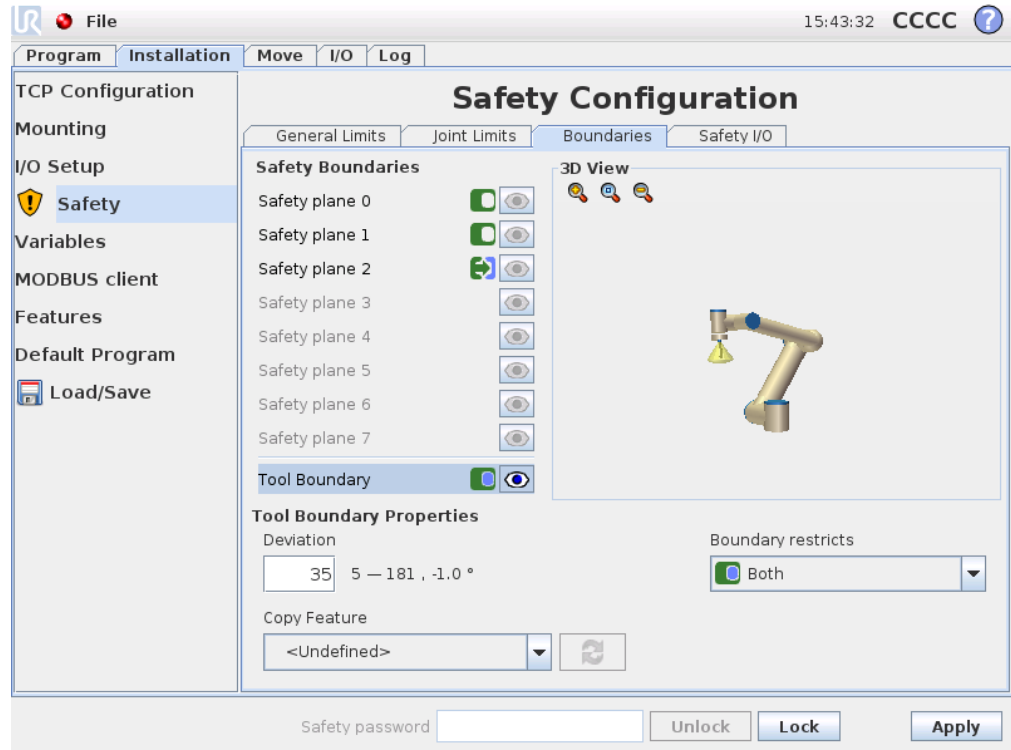 UR File 15:43:32 CCCC ?
Program Installation Move I/O Log
TCP Configuration
Mounting
I/O Setup
Safety
Variables
MODBUS client
Features
Default Program
Load/Save
Safety Configuration
General Limits Joint Limits Boundaries Safety I/O
Safety Boundaries
Safety plane 0
Safety plane 1
Safety plane 2
Safety plane 3
Safety plane 4
Safety plane 5
Safety plane 6
Safety plane 7
Tool Boundary
3D View
Tool Boundary Properties
Deviation
35 5 — 181 , -1.0 °
Boundary restricts
Both
Copy Feature
<Undefined>
Safety password Unlock Lock Apply